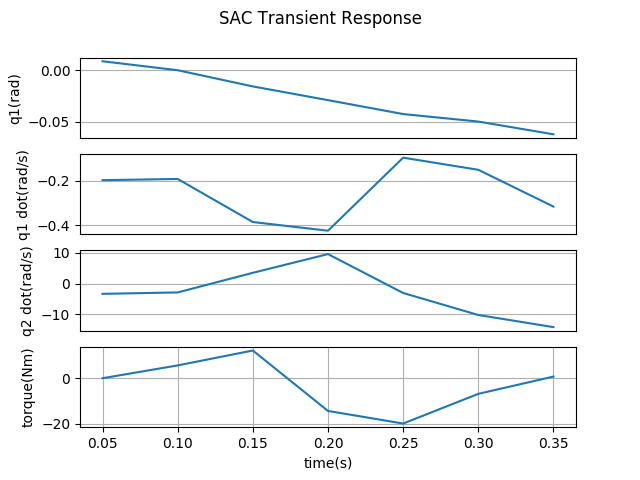 SAC Transient Response
q1(rad)
0.00
−0.05
q1 dot(rad/s)
−0.2
−0.4
q2 dot(rad/s)
10
0
−10
torque(Nm)
0
−20
0.05 0.10 0.15 0.20 0.25 0.30 0.35
time(s)